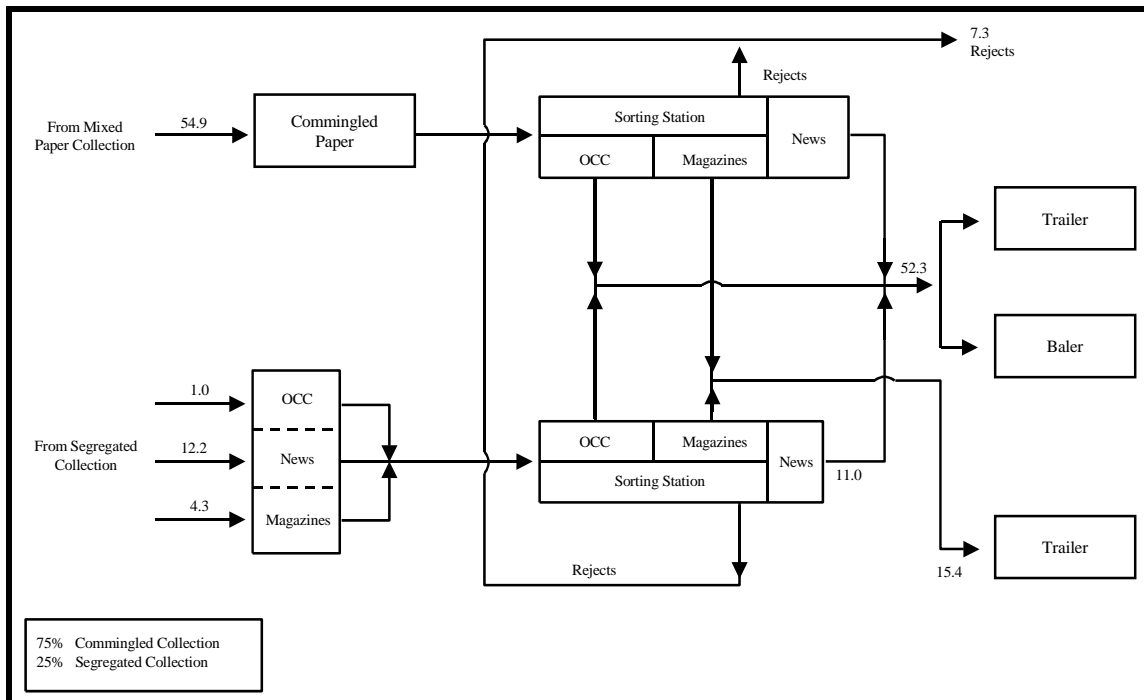 7.3
Rejects
Rejects
From Mixed
Paper Collection
54.9
Commingled
Paper
Sorting Station
News
OCC
Magazines
Trailer
52.3
Baler
1.0
OCC
From Segregated
Collection
12.2
News
4.3
Magazines
OCC
Magazines
News
Sorting Station
11.0
Trailer
15.4
Rejects
75% Commingled Collection
25% Segregated Collection